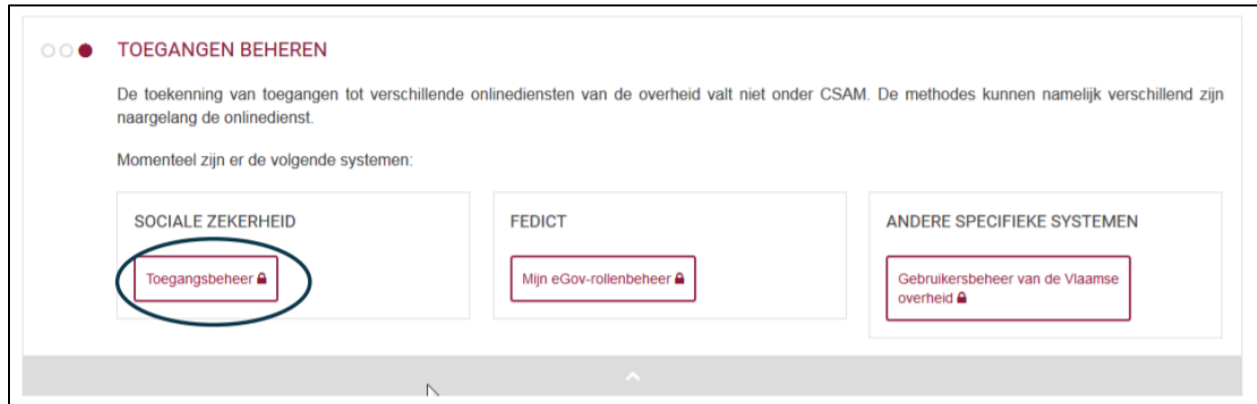 TOEGANGEN BEHEREN
De toekenning van toegangen tot verschillende onlinediensten van de overheid valt niet onder CSAM. De methodes kunnen namelijk verschillend zijn
naargelang de onlinedienst.
Momenteel zijn er de volgende systemen:
SOCIALE ZEKERHEID
Toegangsbeheer
FEDICT
Mijn eGov-rollenbeheer
ANDERE SPECIFIEKE SYSTEMEN
Gebruikersbeheer van de Vlaamse
overheid